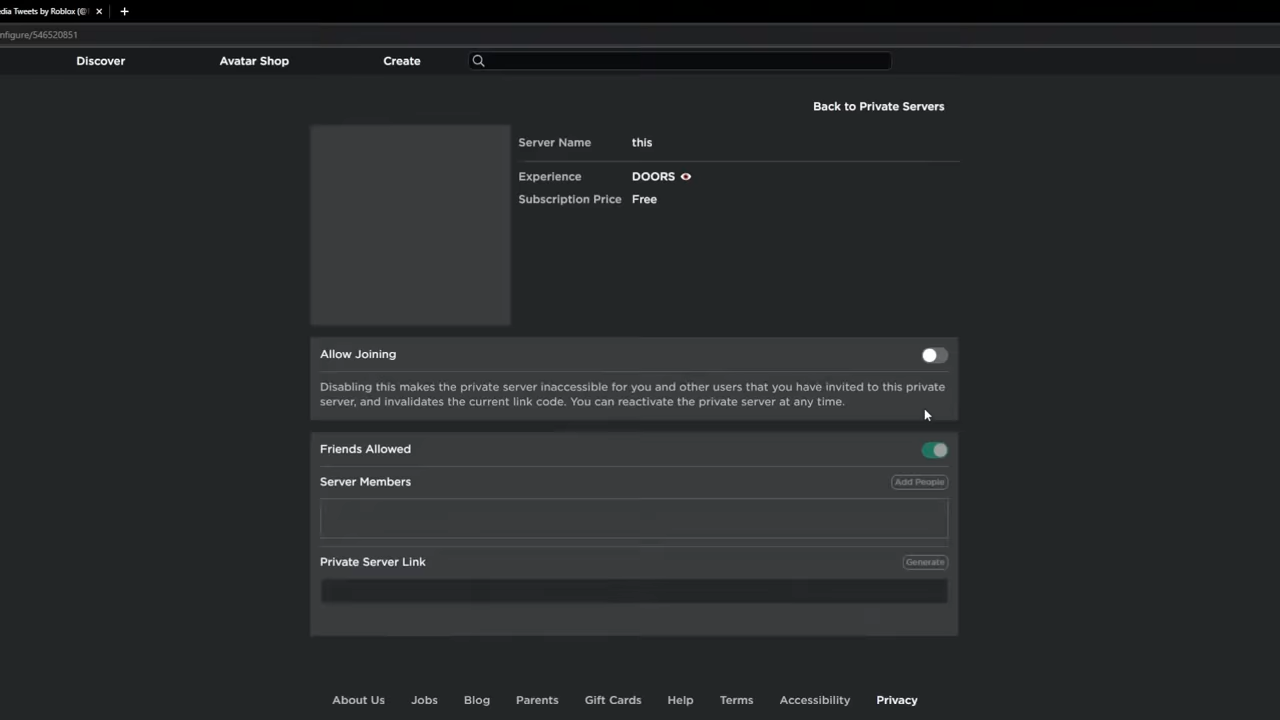 edia Tweets by Roblox (@
nfigure/546520851
Discover
Avatar Shop
Create
Back to Private Servers
Server Name this
Experience DOORS
Subscription Price Free
Allow Joining
Disabling this makes the private server inaccessible for you and other users that you have invited to this private
server, and invalidates the current link code. You can reactivate the private server at any time.
Friends Allowed
Server Members
Add People
Private Server Link
Generate
About Us
Jobs
Blog
Parents
Gift Cards
Help
Terms
Accessibility
Privacy